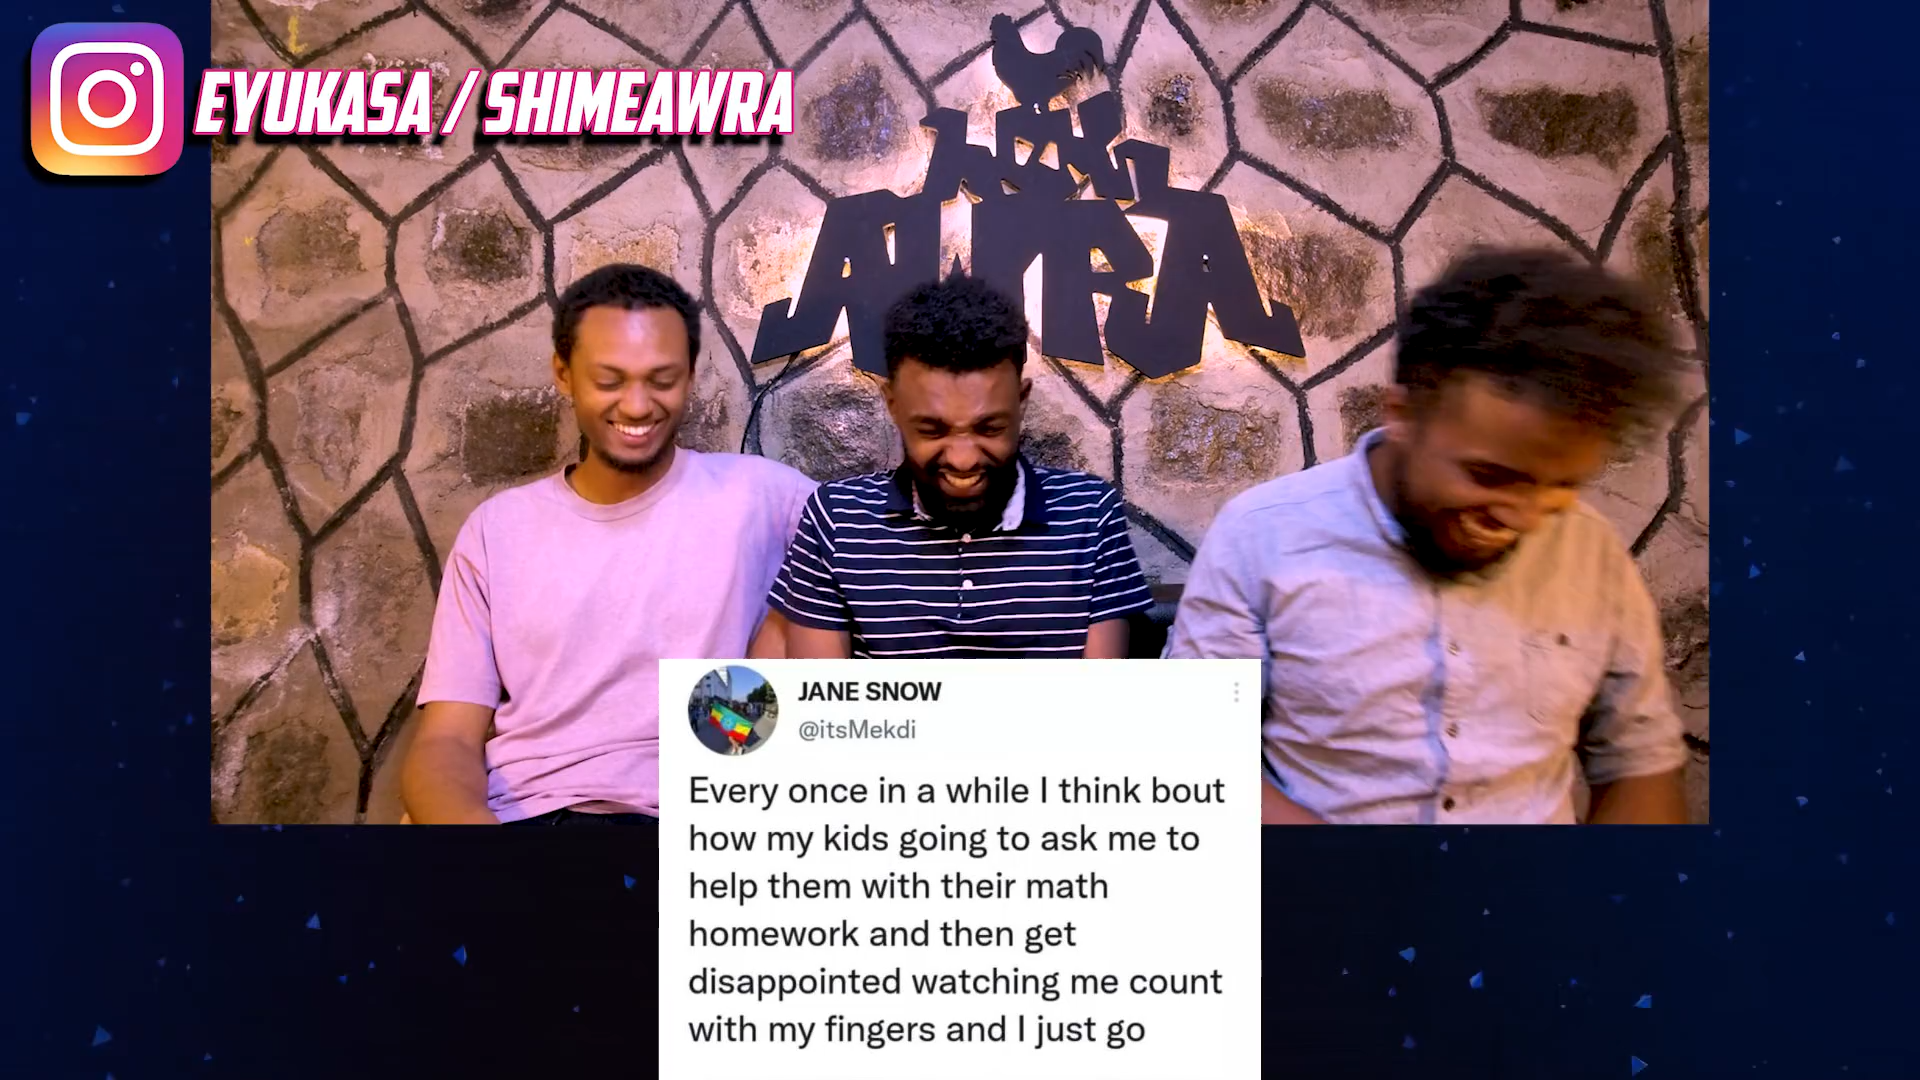 EYUKASA / SHIMEAWRA
AWRA
JANE SNOW
@itsMekdi
Every once in a while I think bout
how my kids going to ask me to
help them with their math
homework and then get
disappointed watching me count
with my fingers and I just go